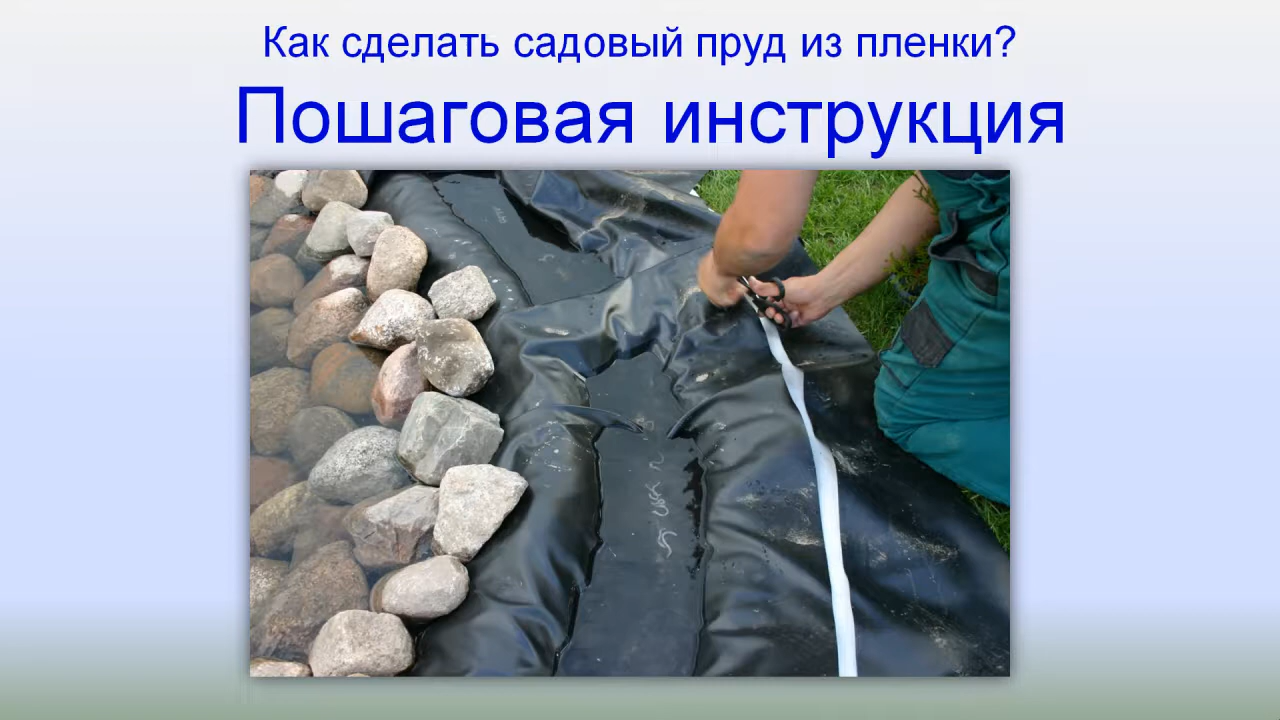 Как сделать садовый пруд из пленки?
Пошаговая инструкция